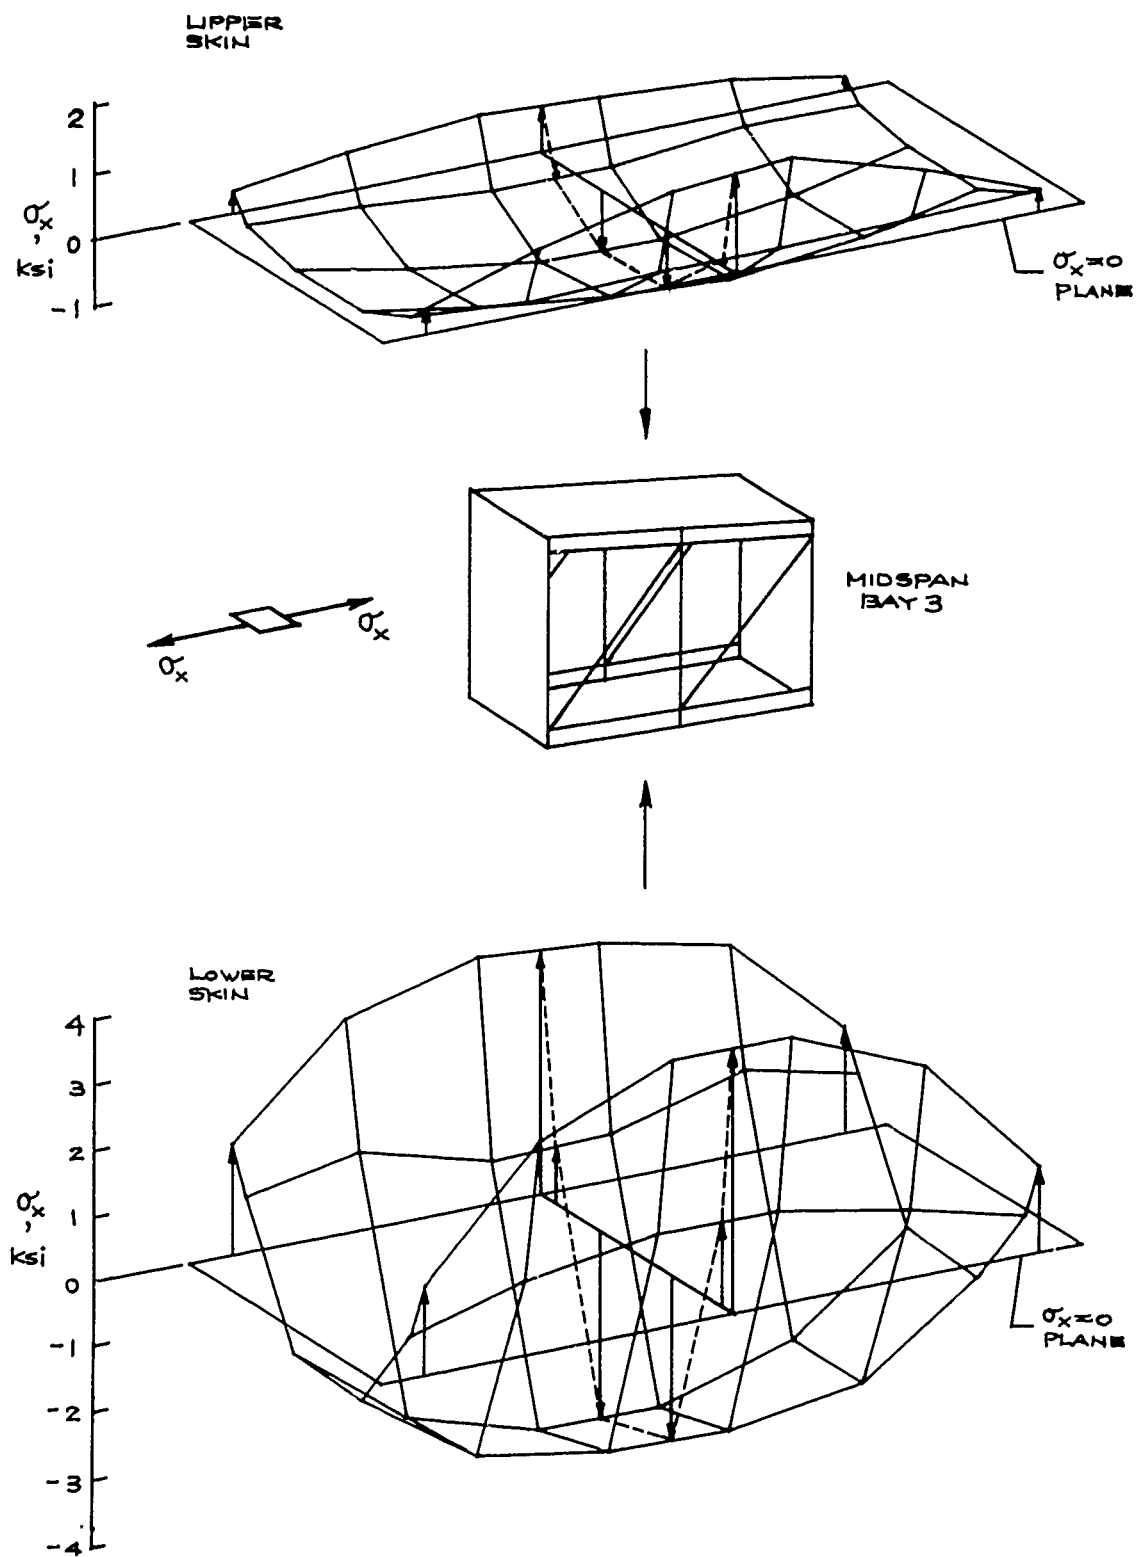 UPPER
SKIN
2
1
σx, ksi
0
-1
σx=0
PLANE
MIDSPAN
BAY 3
σx
σx
LOWER
SKIN
4
3
2
σx, ksi
1
0
-1
-2
-3
-4
σx=0
PLANE